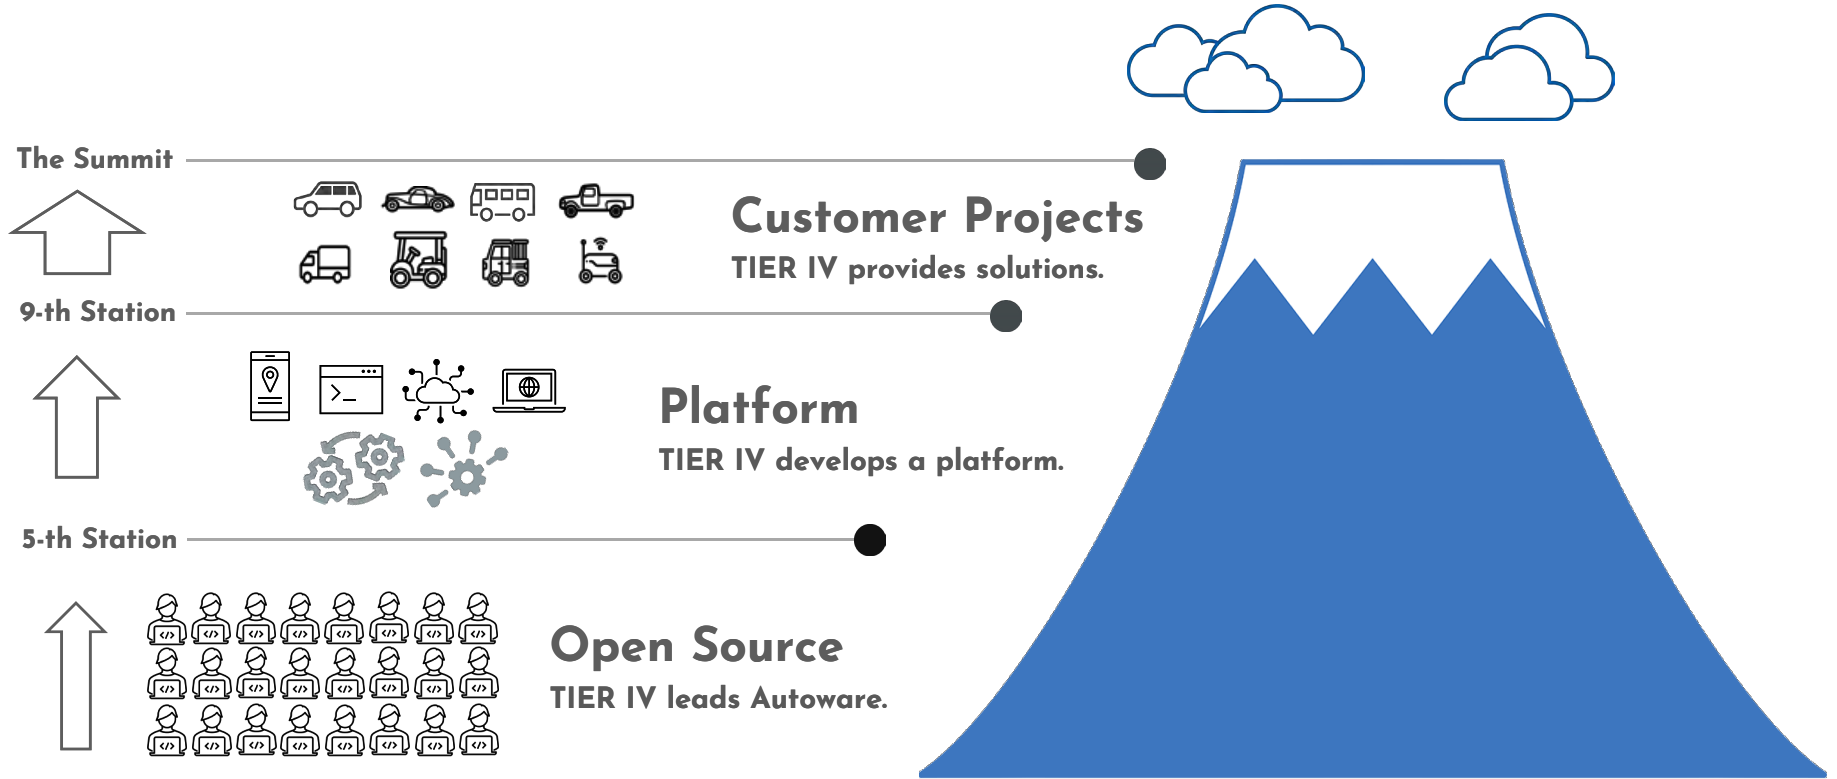 The Summit
Customer Projects
TIER IV provides solutions.
9-th Station
Platform
TIER IV develops a platform.
5-th Station
Open Source
TIER IV leads Autoware.